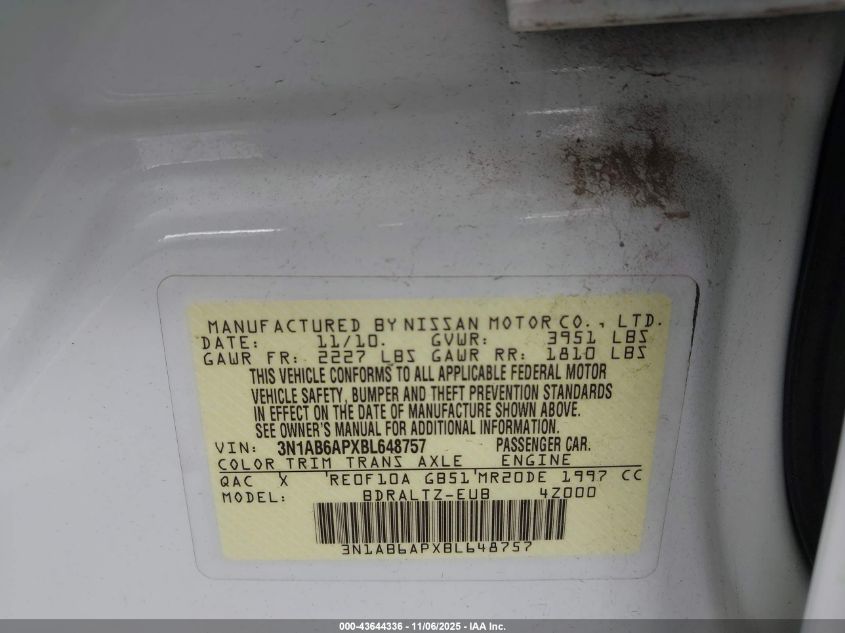 MANUFACTURED BY NISSAN MOTOR CO., LTD.
DATE: 11/10. GVWR: 3951 LBS
GAWR FR: 2227 LBS GAWR RR: 1810 LBS
THIS VEHICLE CONFORMS TO ALL APPLICABLE FEDERAL MOTOR
VEHICLE SAFETY, BUMPER AND THEFT PREVENTION STANDARDS
IN EFFECT ON THE DATE OF MANUFACTURE SHOWN ABOVE.
SEE OWNER'S MANUAL FOR ADDITIONAL INFORMATION.
VIN: 3N1AB6APXBL648757 PASSENGER CAR.
COLOR TRIM TRANS AXLE ENGINE
QAC X RE0F10A GB51 MR20DE 1997 CC
MODEL: BDRALTZ-EUB 4Z000
3N1AB6APXBL648757
000-43644336 - 11/06/2025 - IAA Inc.